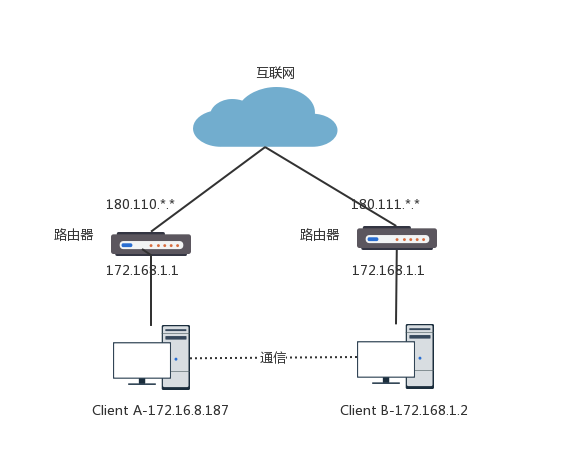 互联网
180.110.*.*
180.111.*.*
路由器
路由器
172.168.1.1
172.168.1.1
通信
Client A-172.16.8.187
Client B-172.168.1.2